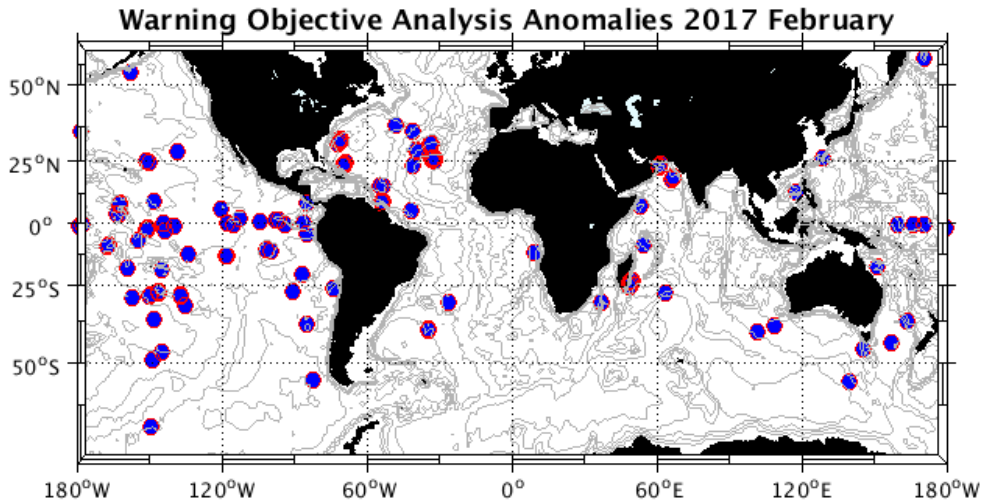 Warning Objective Analysis Anomalies 2017 February
50°N
25°N
0°
25°S
50°S
180°W 120°W 60°W 0° 60°E 120°E 180°W